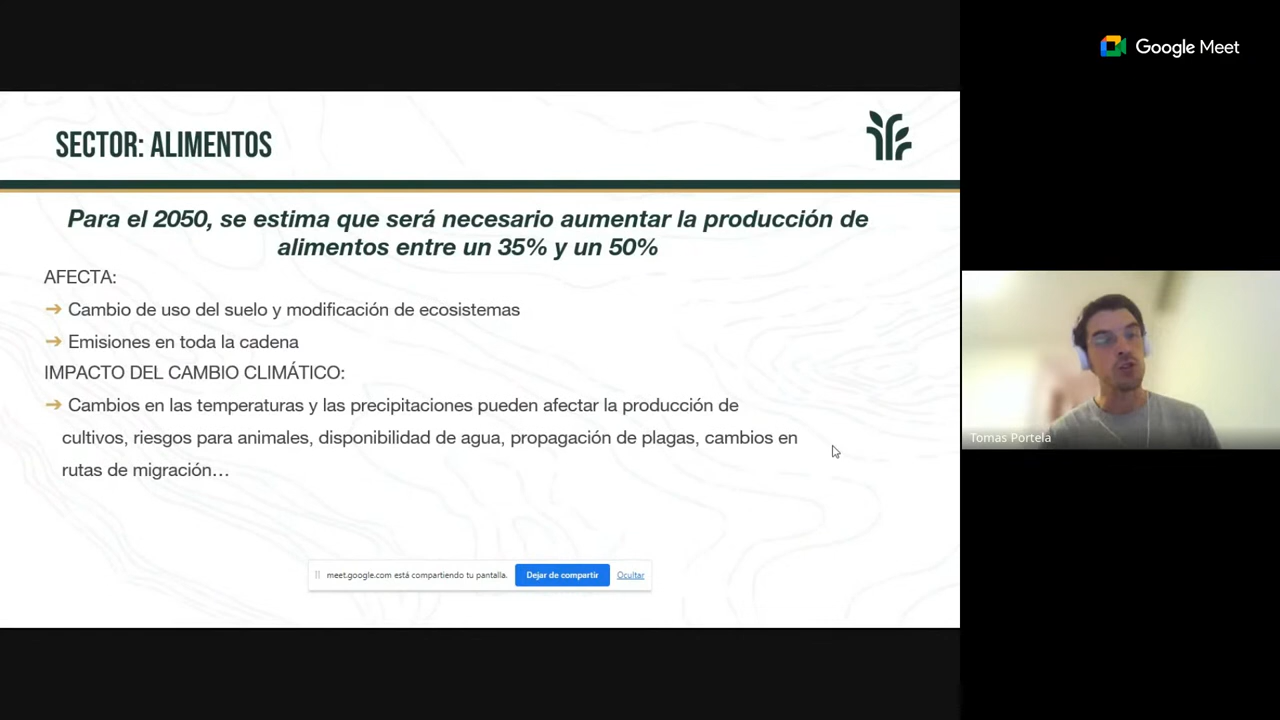 Google Meet
SECTOR: ALIMENTOS
Para el 2050, se estima que será necesario aumentar la producción de
alimentos entre un 35% y un 50%
AFECTA:
➔ Cambio de uso del suelo y modificación de ecosistemas
➔ Emisiones en toda la cadena
IMPACTO DEL CAMBIO CLIMÁTICO:
➔ Cambios en las temperaturas y las precipitaciones pueden afectar la producción de
cultivos, riesgos para animales, disponibilidad de agua, propagación de plagas, cambios en
rutas de migración…
Tomas Portela
meet.google.com está compartiendo tu pantalla. Dejar de compartir Ocultar